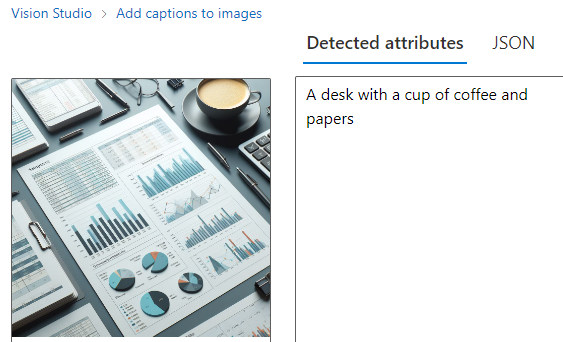 Vision Studio > Add captions to images
Detected attributes JSON
A desk with a cup of coffee and
papers